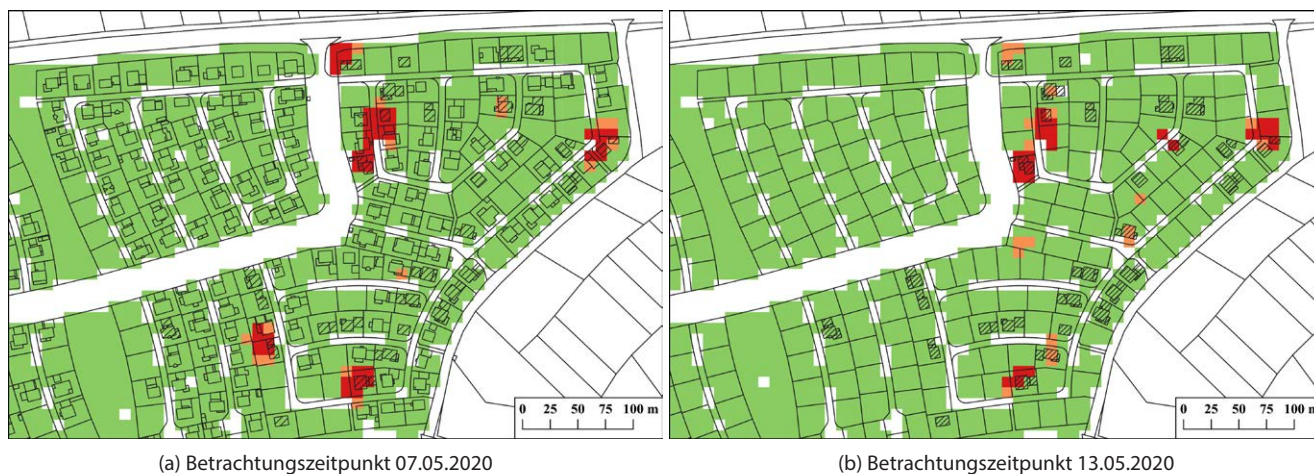 0 25 50 75 100 m
0 25 50 75 100 m
(a) Betrachtungszeitpunkt 07.05.2020
(b) Betrachtungszeitpunkt 13.05.2020